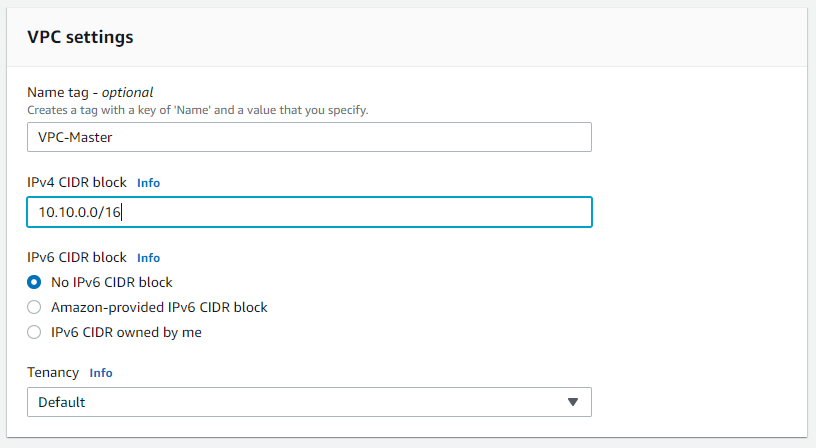 VPC settings
Name tag - optional
Creates a tag with a key of 'Name' and a value that you specify.
VPC-Master
IPv4 CIDR block Info
10.10.0.0/16
IPv6 CIDR block Info
No IPv6 CIDR block
Amazon-provided IPv6 CIDR block
IPv6 CIDR owned by me
Tenancy Info
Default